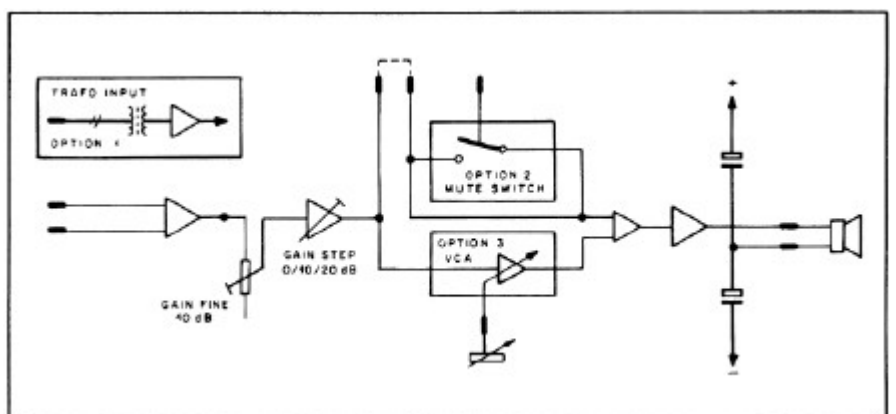 TRAFO INPUT
OPTION 1
OPTION 2
MUTE SWITCH
GAIN STEP
0/10/20 dB
OPTION 3
VCA
GAIN FINE
10 dB
+
−